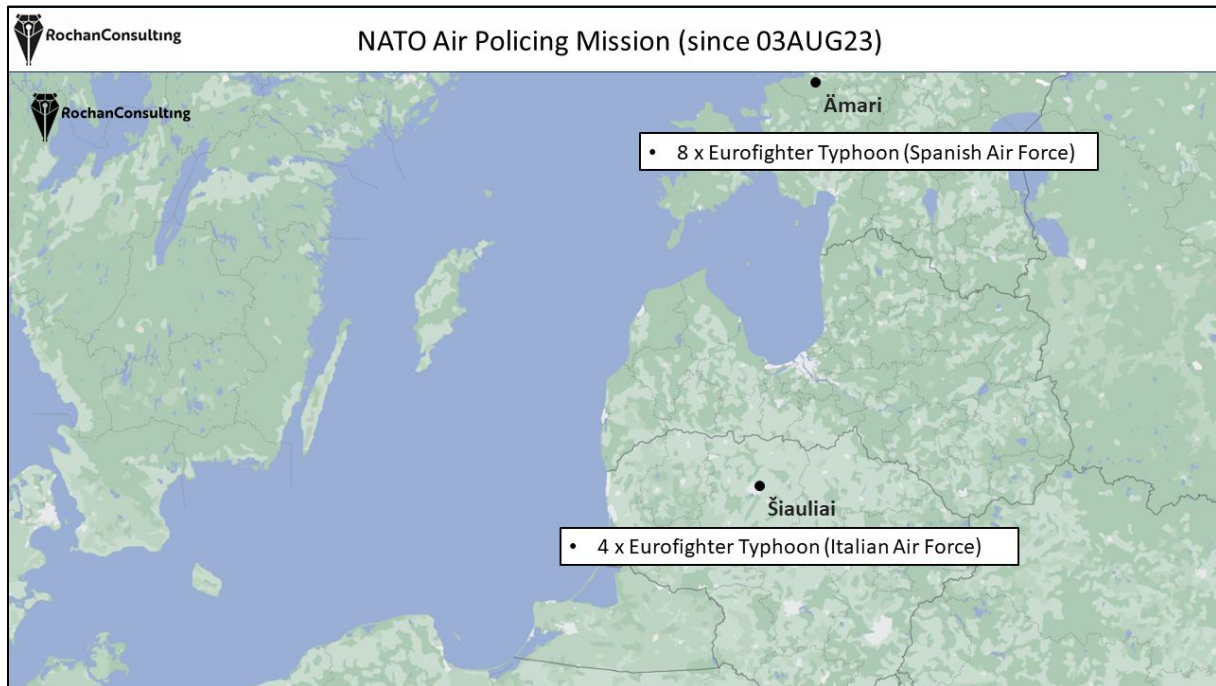 RochanConsulting
NATO Air Policing Mission (since 03AUG23)
RochanConsulting
Ämari
• 8 x Eurofighter Typhoon (Spanish Air Force)
Šiauliai
• 4 x Eurofighter Typhoon (Italian Air Force)